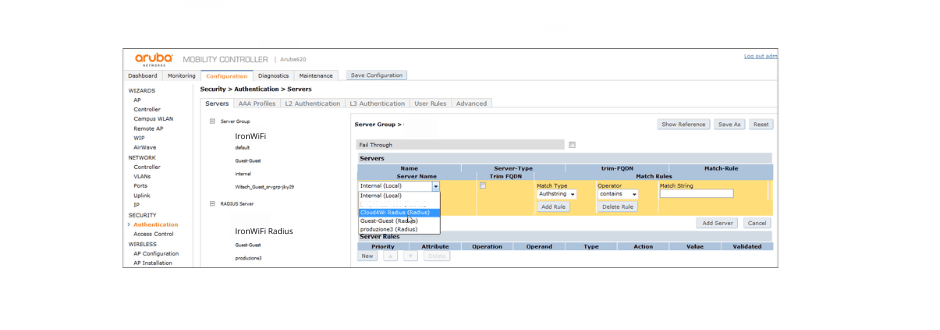 aruba NETWORKS MOBILITY CONTROLLER | Aruba620 Log out adm
Dashboard Monitoring Configuration Diagnostics Maintenance Save Configuration
WIZARDS
AP
Controller
Campus WLAN
Remote AP
WIP
AirWave
NETWORK
Controller
VLANs
Ports
Uplink
IP
SECURITY
Authentication
Access Control
WIRELESS
AP Configuration
AP Installation
Security > Authentication > Servers
Servers AAA Profiles L2 Authentication L3 Authentication User Rules Advanced
Server Group
IronWiFi
default
Guest-Guest
internal
RADIUS Server
IronWiFi Radius
Guest-Guest
produzione3
Server Group > Show Reference Save As Reset
Fail Through
Servers
Name Server-Type trim-FQDN Match-Rule
Server Name Trim FQDN Match Rules
Internal (Local) Match Type Operator Match String
Authstring contains
Internal (Local)
Add Rule Delete Rule
Cloud4Wi Radius (Radius)
Guest-Guest (Radius)
produzione3 (Radius)
Add Server Cancel
Server Rules
Priority Attribute Operation Operand Type Action Value Validated
New Delete